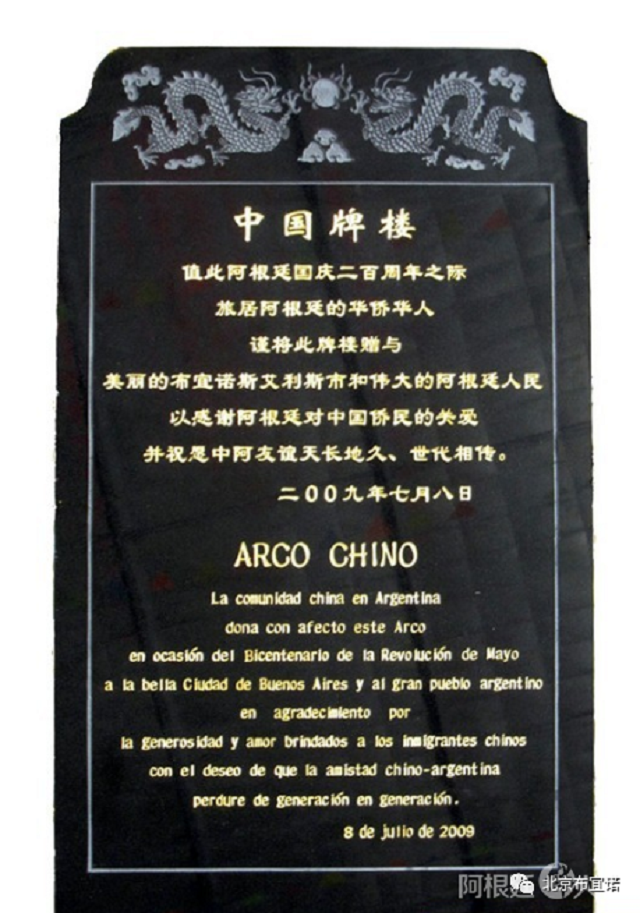 中国牌楼
值此阿根廷国庆二百周年之际
旅居阿根廷的华侨华人
谨将此牌楼赠与
美丽的布宜诺斯艾利斯市和伟大的阿根廷人民
以感谢阿根廷对中国侨民的关爱
并祝愿中阿友谊天长地久、世代相传。
二00九年七月八日
ARCO CHINO
La comunidad china en Argentina
dona con afecto este Arco
en ocasión del Bicentenario de la Revolución de Mayo
a la bella Ciudad de Buenos Aires y al gran pueblo argentino
en agradecimiento por
la generosidad y amor brindados a los inmigrantes chinos
con el deseo de que la amistad chino-argentina
perdure de generación en generación.
8 de julio de 2009
阿根廷
北京布宜诺